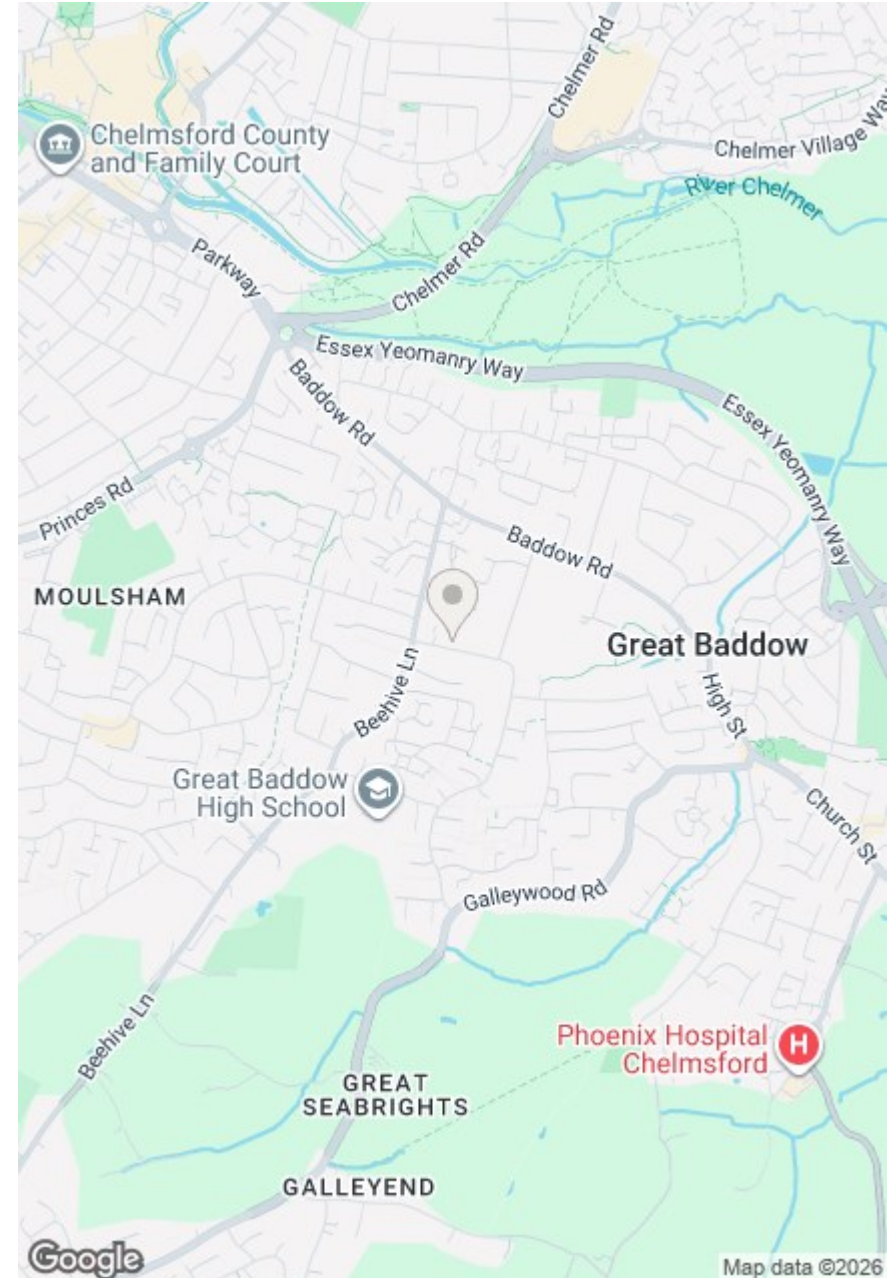 Chelmer Rd
Chelmsford County
and Family Court
Chelmer Village Way
River Chelmer
Parkway
Chelmer Rd
Essex Yeomanry Way
Baddow Rd
Essex Yeomanry Way
Princes Rd
Baddow Rd
MOULSHAM
Great Baddow
Beehive Ln
High St
Great Baddow
High School
Church St
Galleywood Rd
Beehive Ln
Phoenix Hospital
Chelmsford
H
GREAT
SEABRIGHTS
GALLEYEND
Google
Map data ©2026